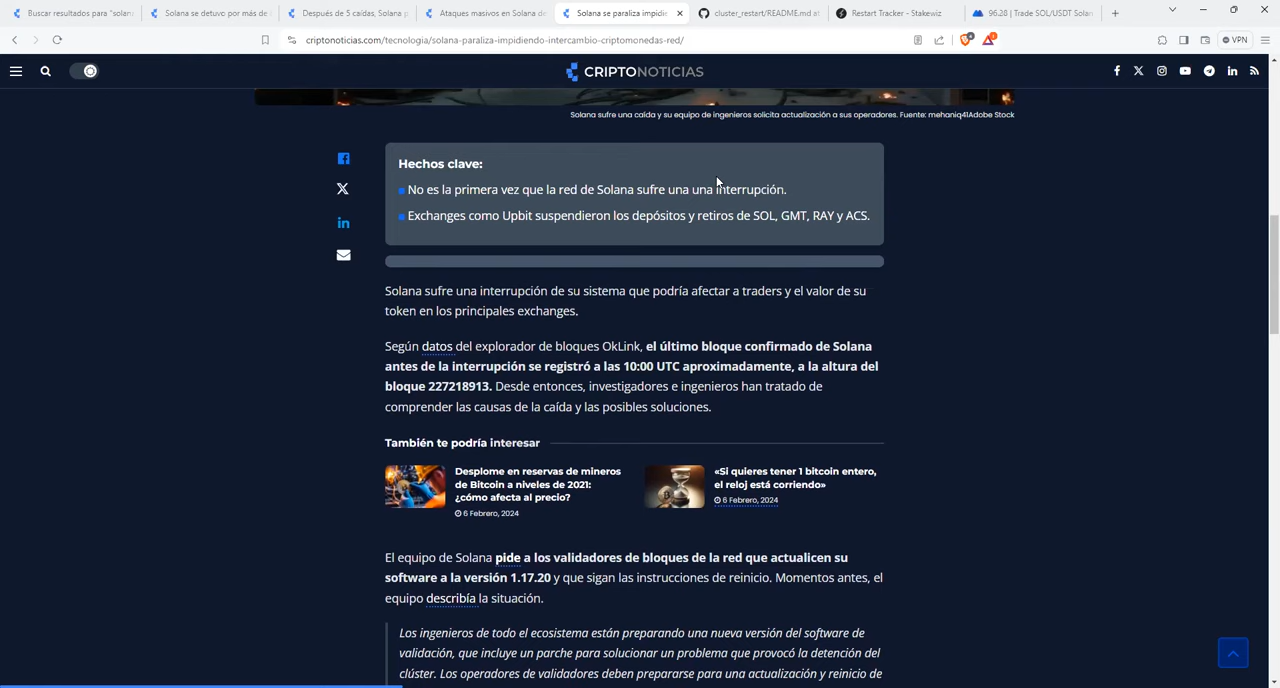 Buscar resultados para "solan
Solana se detuvo por más de
Después de 5 caídas, Solana p
Ataques masivos en Solana de
Solana se paraliza impidie
cluster_restart/README.md at
Restart Tracker - Stakewiz
96.28 | Trade SOL/USDT Solan
criptonoticias.com/tecnologia/solana-paraliza-impidiendo-intercambio-criptomonedas-red/
VPN
CRIPTONOTICIAS
Solana sufre una caída y su equipo de ingenieros solicita actualización a sus operadores. Fuente: mehaniq41Adobe Stock
Hechos clave:
No es la primera vez que la red de Solana sufre una una interrupción.
Exchanges como Upbit suspendieron los depósitos y retiros de SOL, GMT, RAY y ACS.
Solana sufre una interrupción de su sistema que podría afectar a traders y el valor de su
token en los principales exchanges.
Según datos del explorador de bloques OkLink, el último bloque confirmado de Solana
antes de la interrupción se registró a las 10:00 UTC aproximadamente, a la altura del
bloque 227218913. Desde entonces, investigadores e ingenieros han tratado de
comprender las causas de la caída y las posibles soluciones.
También te podría interesar
Desplome en reservas de mineros
de Bitcoin a niveles de 2021:
¿cómo afecta al precio?
6 Febrero, 2024
«Si quieres tener 1 bitcoin entero,
el reloj está corriendo»
6 Febrero, 2024
El equipo de Solana pide a los validadores de bloques de la red que actualicen su
software a la versión 1.17.20 y que sigan las instrucciones de reinicio. Momentos antes, el
equipo describía la situación.
Los ingenieros de todo el ecosistema están preparando una nueva versión del software de
validación, que incluye un parche para solucionar un problema que provocó la detención del
clúster. Los operadores de validadores deben prepararse para una actualización y reinicio de